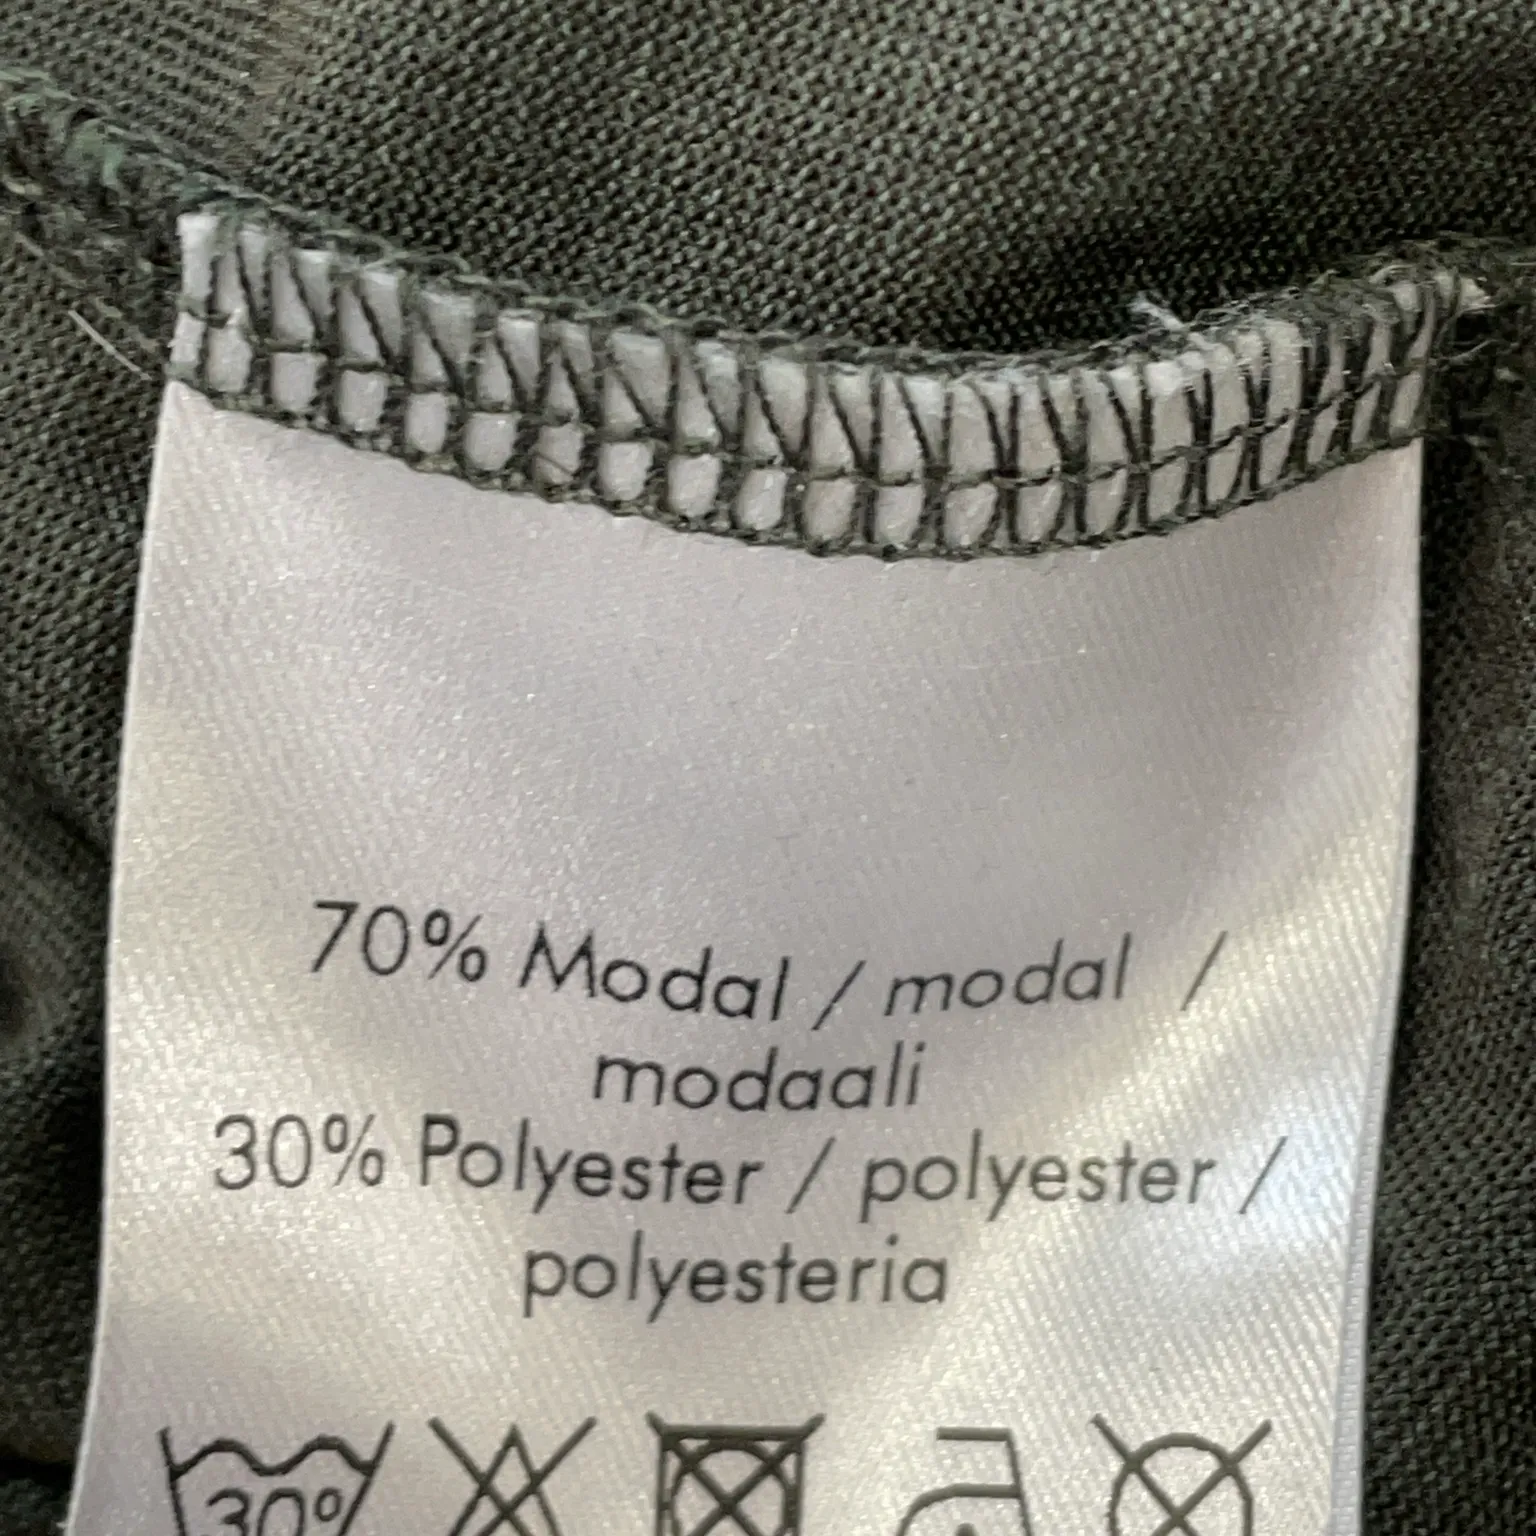 70% Modal / modal /
modaali
30% Polyester / polyester /
polyesteria
30°